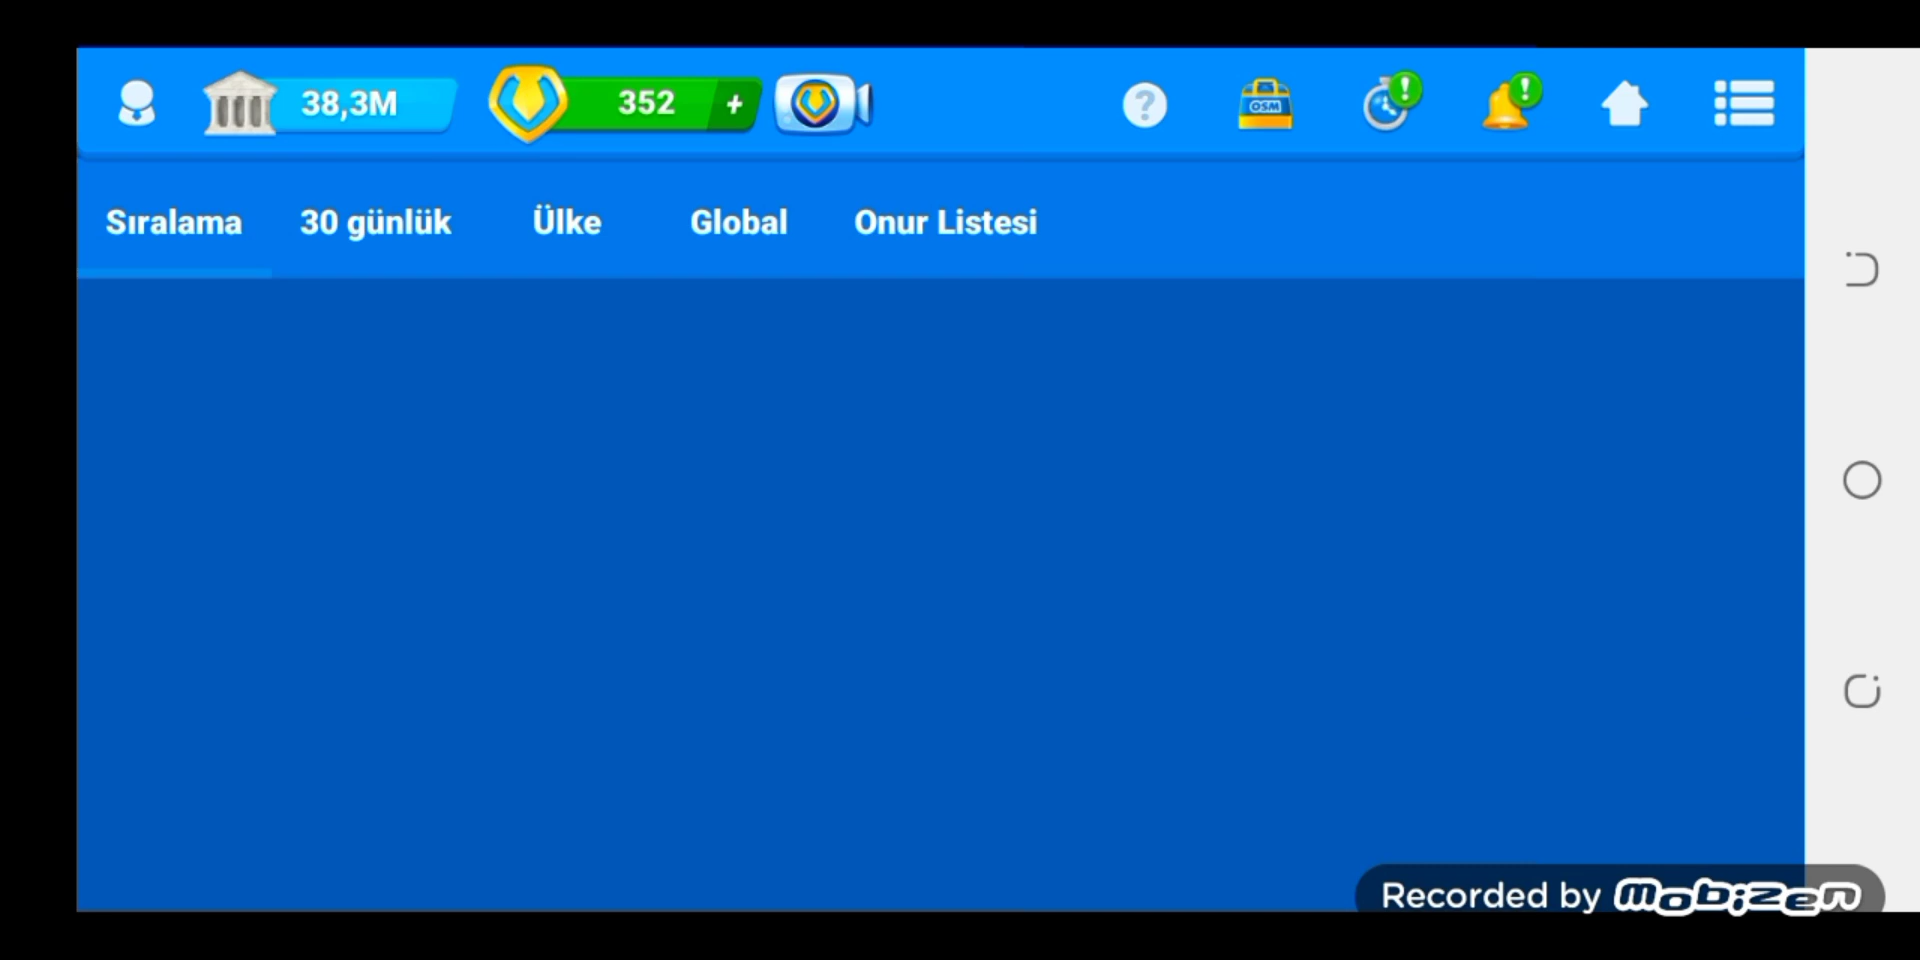 38,3M
352 +
?
OSM
!
!
Sıralama 30 günlük Ülke Global Onur Listesi
Recorded by mobizen